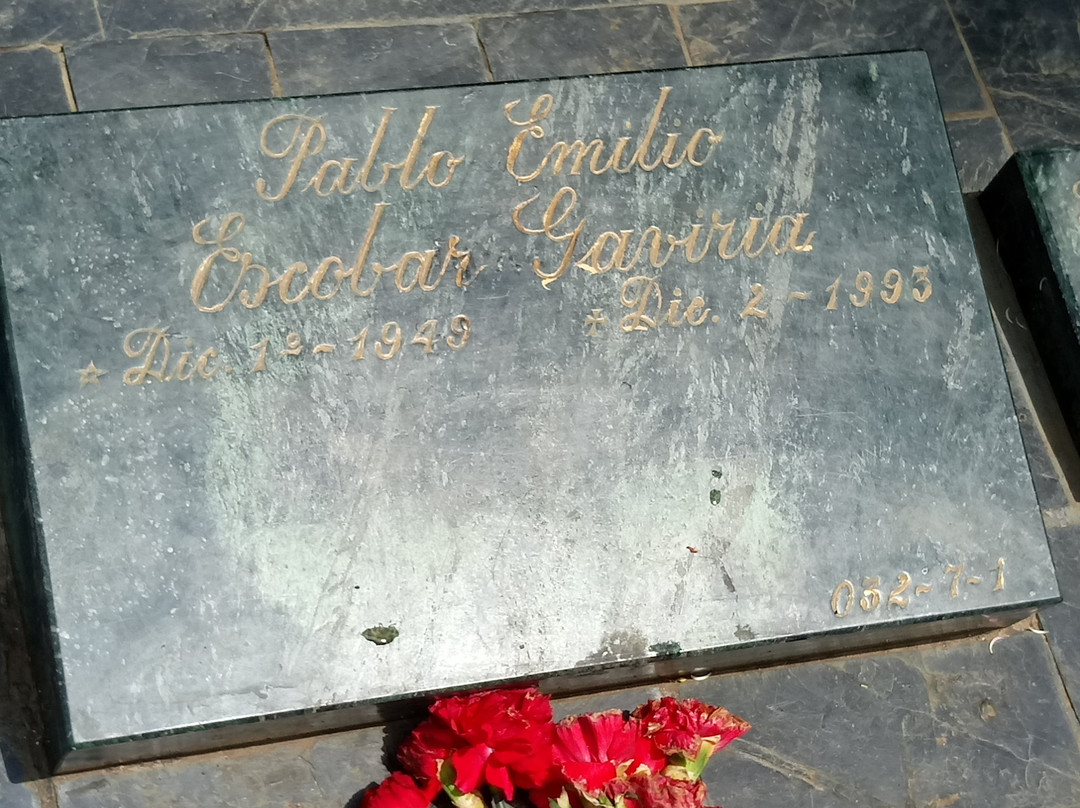 Pablo Emilio
Escobar Gaviria
☆ Dic. 1º - 1949 ✝ Dic. 2 - 1993
032-7-1